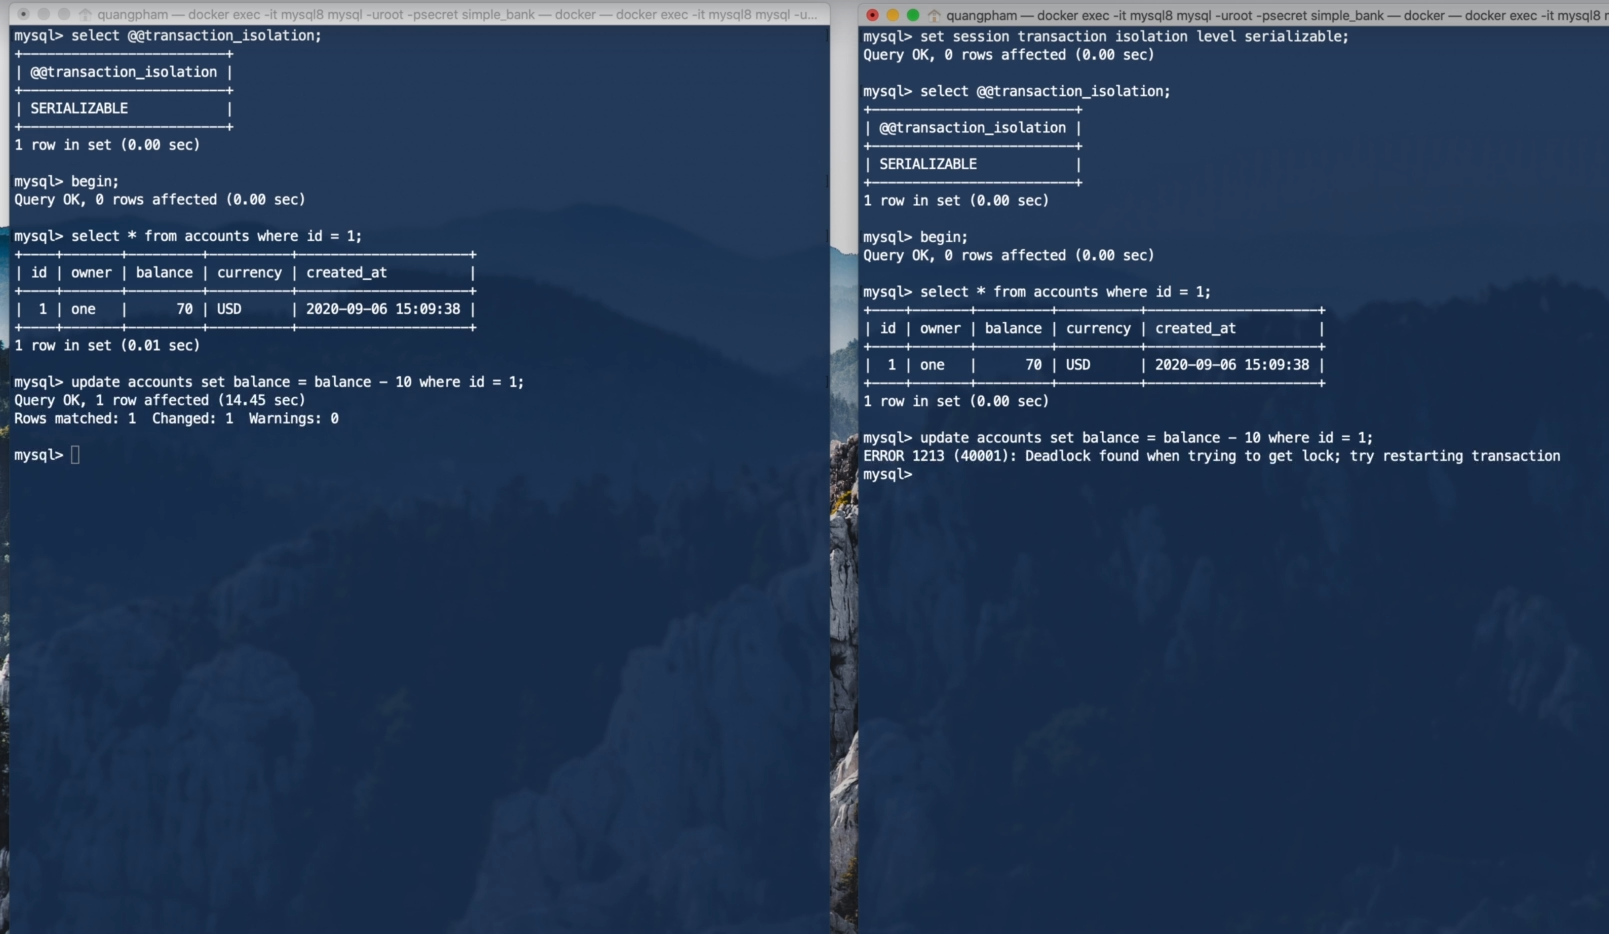 quangpham — docker exec -it mysql8 mysql -uroot -psecret simple_bank — docker — docker exec -it mysql8 mysql -u...
mysql> select @@transaction_isolation;
+-------------------------+
| @@transaction_isolation |
+-------------------------+
| SERIALIZABLE            |
+-------------------------+
1 row in set (0.00 sec)
mysql> begin;
Query OK, 0 rows affected (0.00 sec)
mysql> select * from accounts where id = 1;
+----+-------+---------+----------+---------------------+
| id | owner | balance | currency | created_at          |
+----+-------+---------+----------+---------------------+
|  1 | one   |      70 | USD      | 2020-09-06 15:09:38 |
+----+-------+---------+----------+---------------------+
1 row in set (0.01 sec)
mysql> update accounts set balance = balance - 10 where id = 1;
Query OK, 1 row affected (14.45 sec)
Rows matched: 1  Changed: 1  Warnings: 0
mysql>
quangpham — docker exec -it mysql8 mysql -uroot -psecret simple_bank — docker — docker exec -it mysql8
mysql> set session transaction isolation level serializable;
Query OK, 0 rows affected (0.00 sec)
mysql> select @@transaction_isolation;
+-------------------------+
| @@transaction_isolation |
+-------------------------+
| SERIALIZABLE            |
+-------------------------+
1 row in set (0.00 sec)
mysql> begin;
Query OK, 0 rows affected (0.00 sec)
mysql> select * from accounts where id = 1;
+----+-------+---------+----------+---------------------+
| id | owner | balance | currency | created_at          |
+----+-------+---------+----------+---------------------+
|  1 | one   |      70 | USD      | 2020-09-06 15:09:38 |
+----+-------+---------+----------+---------------------+
1 row in set (0.00 sec)
mysql> update accounts set balance = balance - 10 where id = 1;
ERROR 1213 (40001): Deadlock found when trying to get lock; try restarting transaction
mysql>